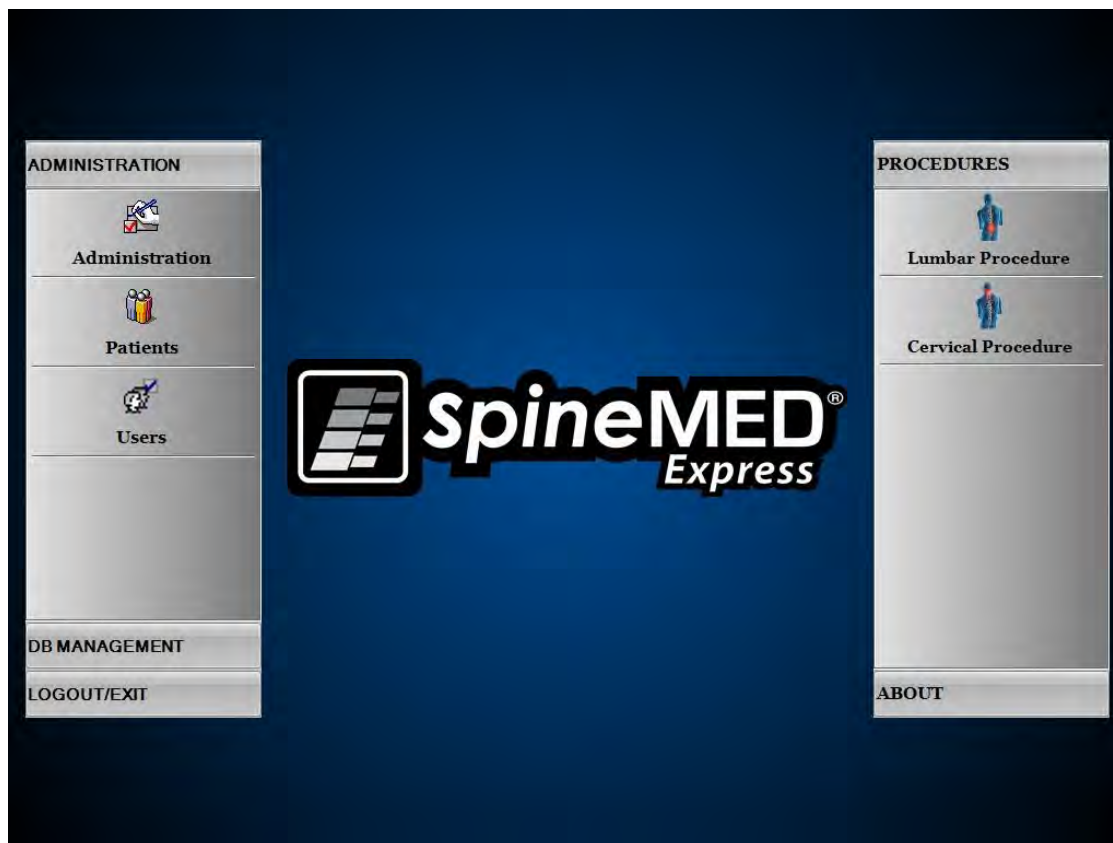 ADMINISTRATION
Administration
Patients
Users
DB MANAGEMENT
LOGOUT/EXIT
SpineMED®
Express
PROCEDURES
Lumbar Procedure
Cervical Procedure
ABOUT